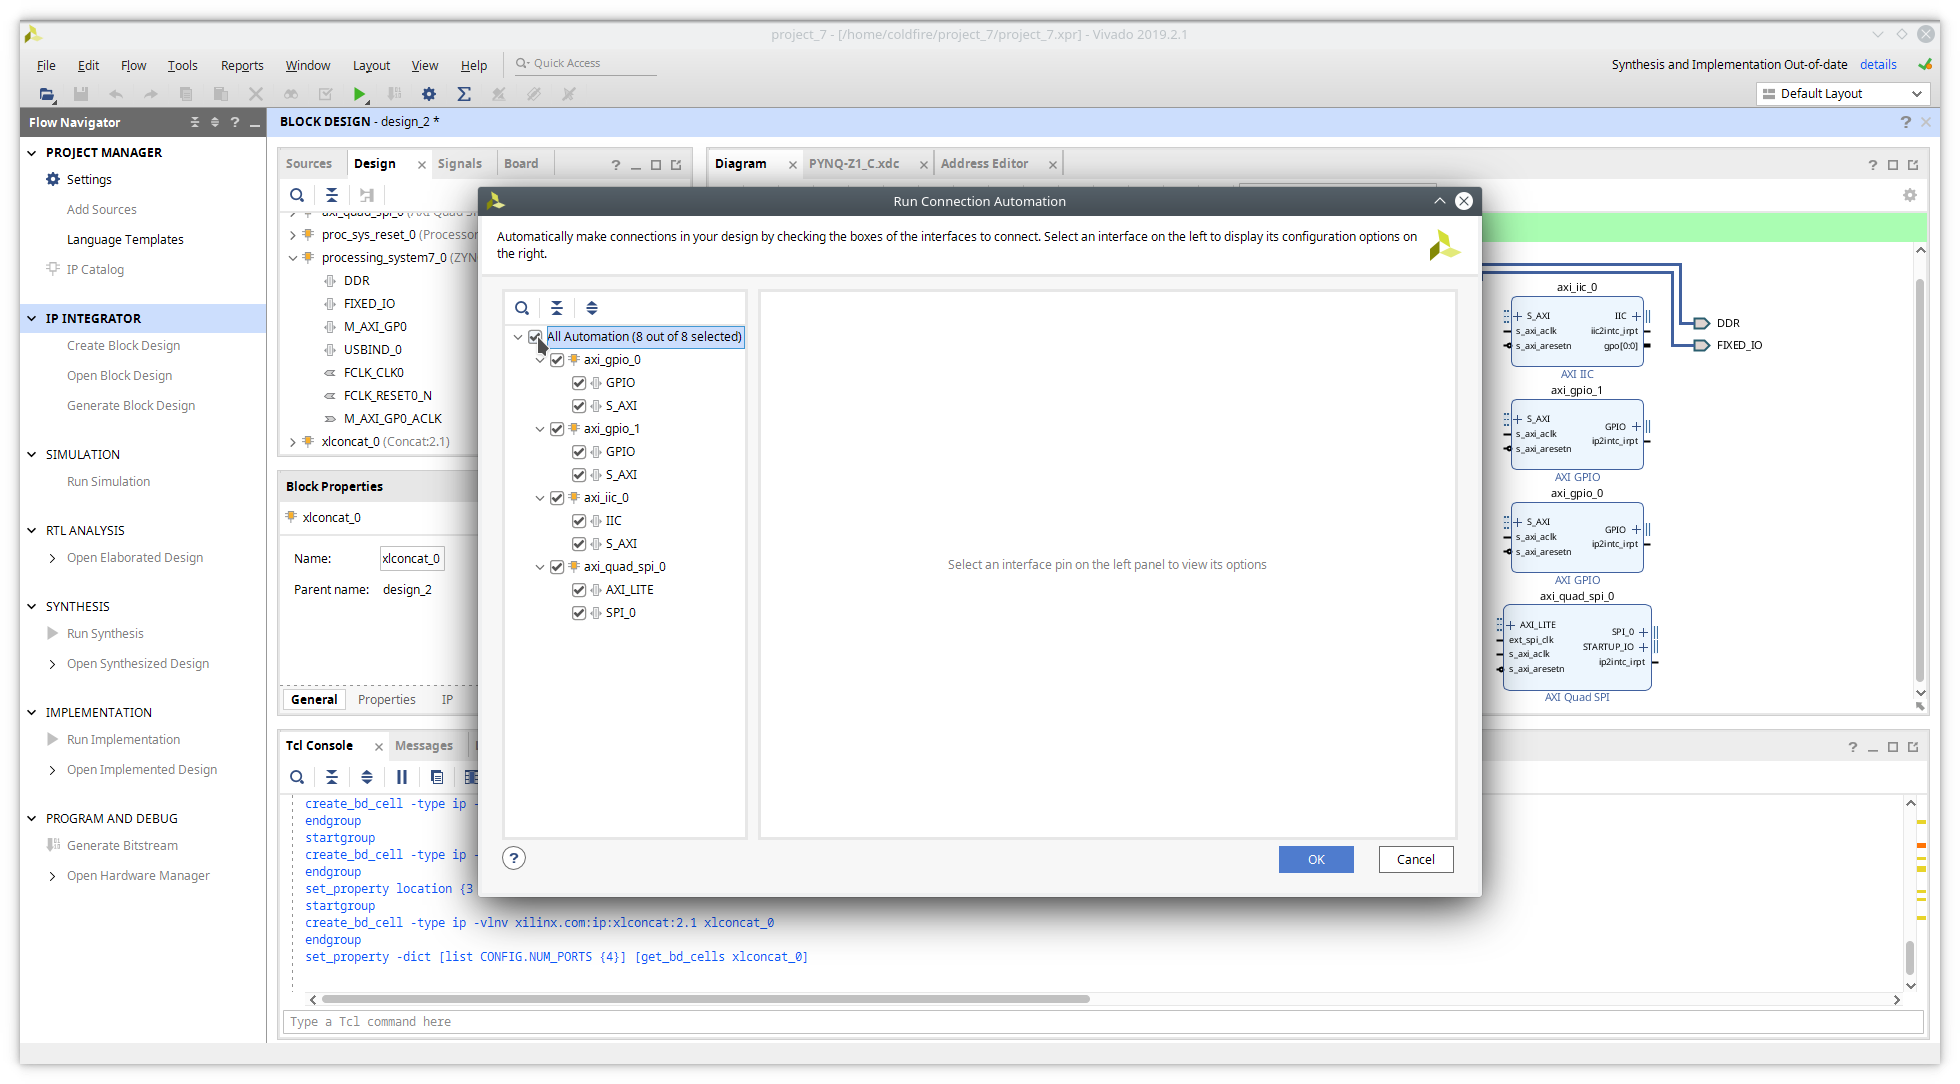 project_7 - [/home/coldfire/project_7/project_7.xpr] - Vivado 2019.2.1
File Edit Flow Tools Reports Window Layout View Help Quick Access
Synthesis and Implementation Out-of-date details
Default Layout
Flow Navigator
PROJECT MANAGER
Settings
Add Sources
Language Templates
IP Catalog
IP INTEGRATOR
Create Block Design
Open Block Design
Generate Block Design
SIMULATION
Run Simulation
RTL ANALYSIS
Open Elaborated Design
SYNTHESIS
Run Synthesis
Open Synthesized Design
IMPLEMENTATION
Run Implementation
Open Implemented Design
PROGRAM AND DEBUG
Generate Bitstream
Open Hardware Manager
BLOCK DESIGN - design_2 *
Sources Design Signals Board
proc_sys_reset_0 (Processor
processing_system7_0 (ZYN
DDR
FIXED_IO
M_AXI_GP0
USBIND_0
FCLK_CLK0
FCLK_RESET0_N
M_AXI_GP0_ACLK
xlconcat_0 (Concat:2.1)
Block Properties
xlconcat_0
Name: xlconcat_0
Parent name: design_2
General Properties IP
Diagram PYNQ-Z1_C.xdc Address Editor
Run Connection Automation
Automatically make connections in your design by checking the boxes of the interfaces to connect. Select an interface on the left to display its configuration options on
the right.
All Automation (8 out of 8 selected)
axi_gpio_0
GPIO
S_AXI
axi_gpio_1
GPIO
S_AXI
axi_iic_0
IIC
S_AXI
axi_quad_spi_0
AXI_LITE
SPI_0
Select an interface pin on the left panel to view its options
? OK Cancel
axi_iic_0
S_AXI IIC
s_axi_aclk iic2intc_irpt
s_axi_aresetn gpo[0:0]
AXI IIC
DDR
FIXED_IO
axi_gpio_1
S_AXI
GPIO
s_axi_aclk
ip2intc_irpt
s_axi_aresetn
AXI GPIO
axi_gpio_0
S_AXI
GPIO
s_axi_aclk
ip2intc_irpt
s_axi_aresetn
AXI GPIO
axi_quad_spi_0
AXI_LITE
SPI_0
ext_spi_clk
STARTUP_IO
s_axi_aclk
ip2intc_irpt
s_axi_aresetn
AXI Quad SPI
Tcl Console Messages
create_bd_cell -type ip -
endgroup
startgroup
create_bd_cell -type ip -
endgroup
set_property location {3
startgroup
create_bd_cell -type ip -vlnv xilinx.com:ip:xlconcat:2.1 xlconcat_0
endgroup
set_property -dict [list CONFIG.NUM_PORTS {4}] [get_bd_cells xlconcat_0]
Type a Tcl command here